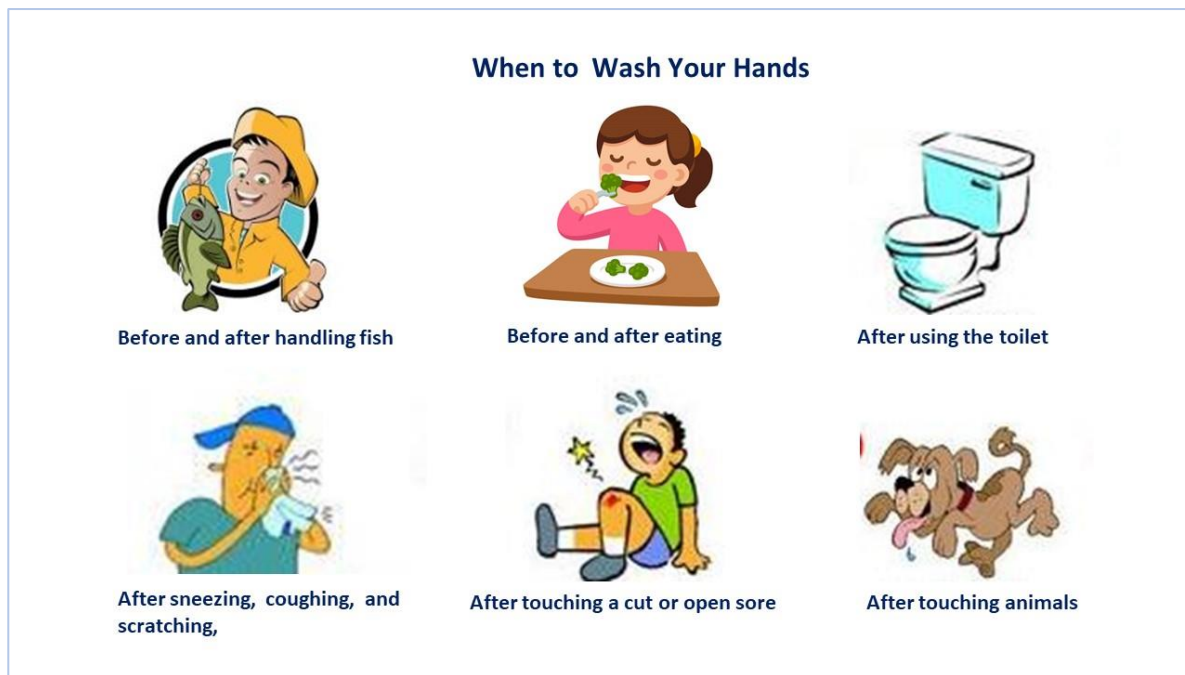 When to Wash Your Hands
Before and after handling fish
Before and after eating
After using the toilet
After sneezing, coughing, and
scratching,
After touching a cut or open sore
After touching animals